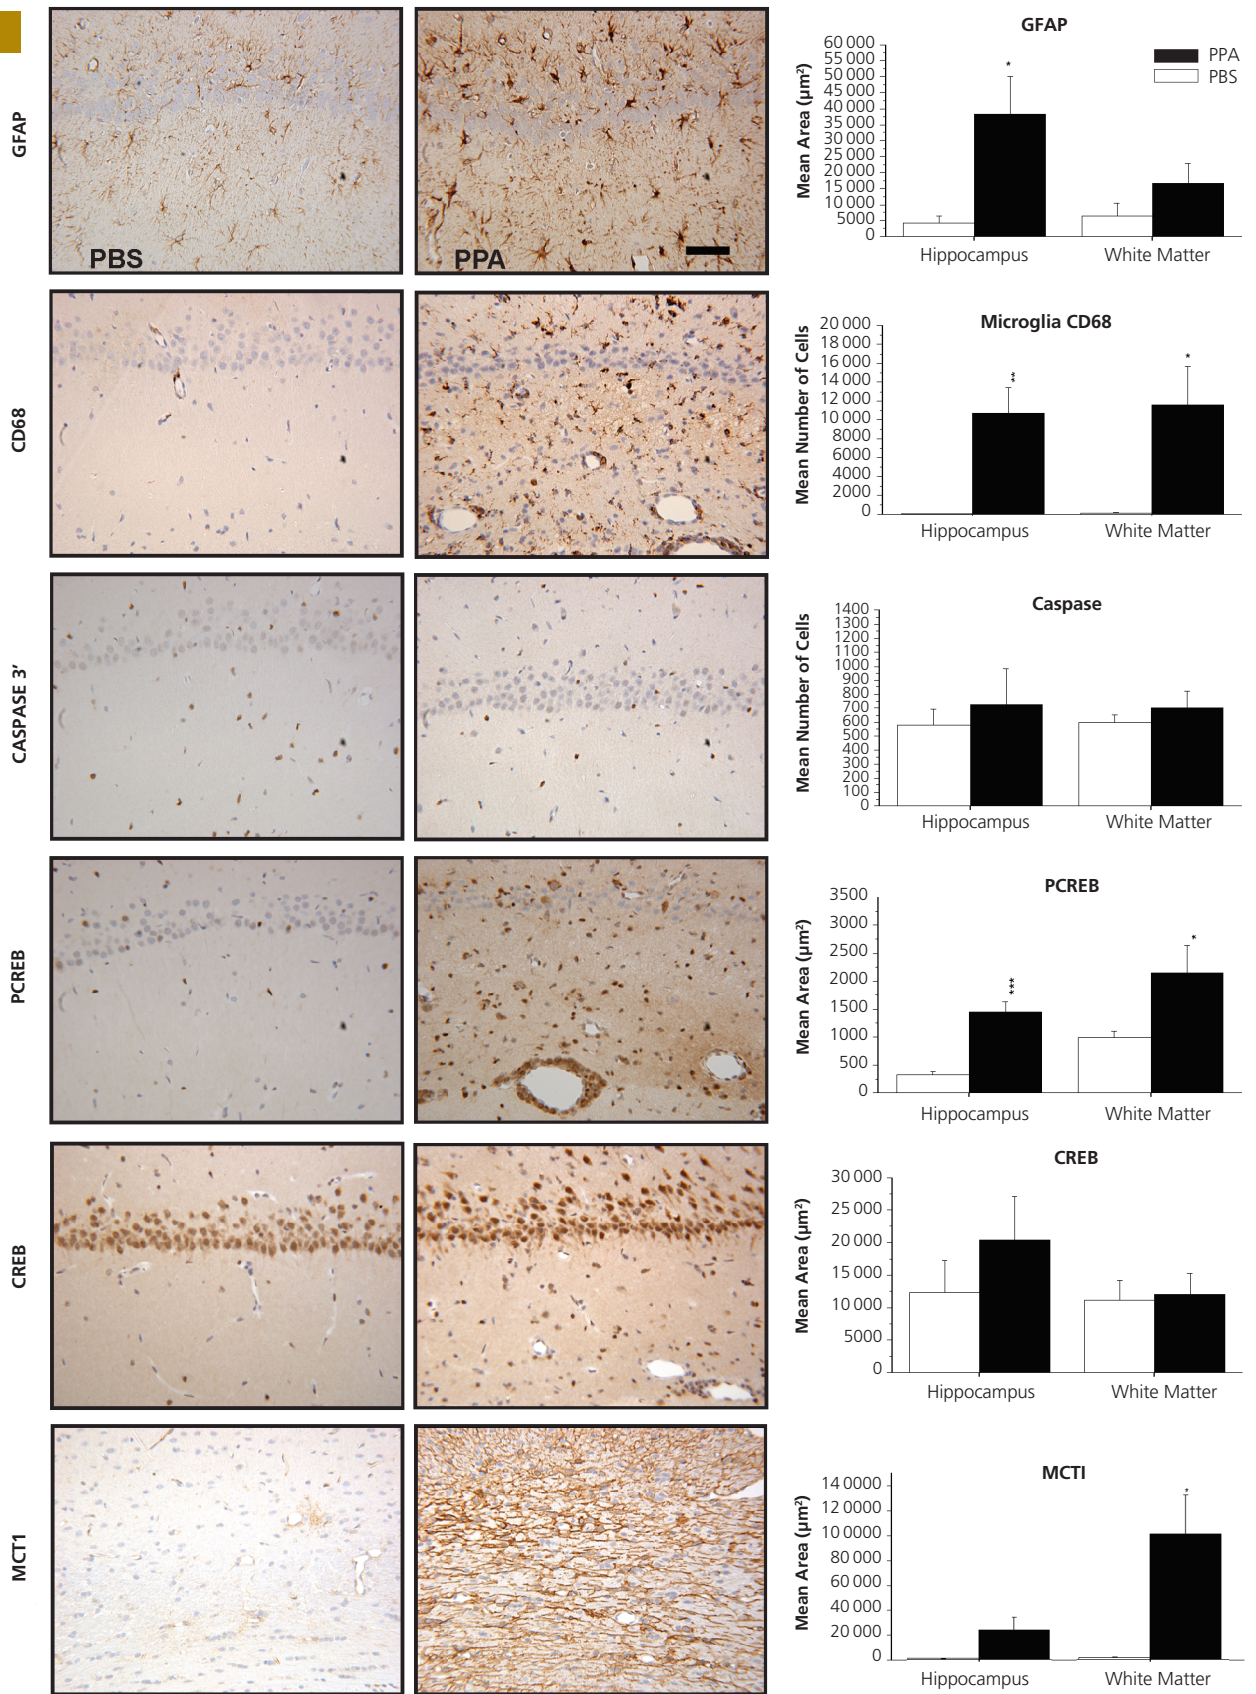 GFAP
PBS
PPA
GFAP
Mean Area (µm²)
60 000
55 000
50 000
45 000
40 000
35 000
30 000
25 000
20 000
15 000
10 000
5000
0
*
PPA
PBS
Hippocampus White Matter
CD68
Microglia CD68
Mean Number of Cells
20 000
18 000
16 000
14 000
12 000
10 000
8000
6000
4000
2000
0
**
*
Hippocampus White Matter
CASPASE 3′
Caspase
Mean Number of Cells
1400
1300
1200
1100
1000
900
800
700
600
500
400
300
200
100
0
Hippocampus White Matter
PCREB
PCREB
Mean Area (µm²)
3500
3000
2500
2000
1500
1000
500
0
***
*
Hippocampus White Matter
CREB
CREB
Mean Area (µm²)
30 000
25 000
20 000
15 000
10 000
5000
0
Hippocampus White Matter
MCT1
MCTI
Mean Area (µm²)
140000
1200000
100000
80 000
60 000
40 000
20 000
0
*
Hippocampus White Matter